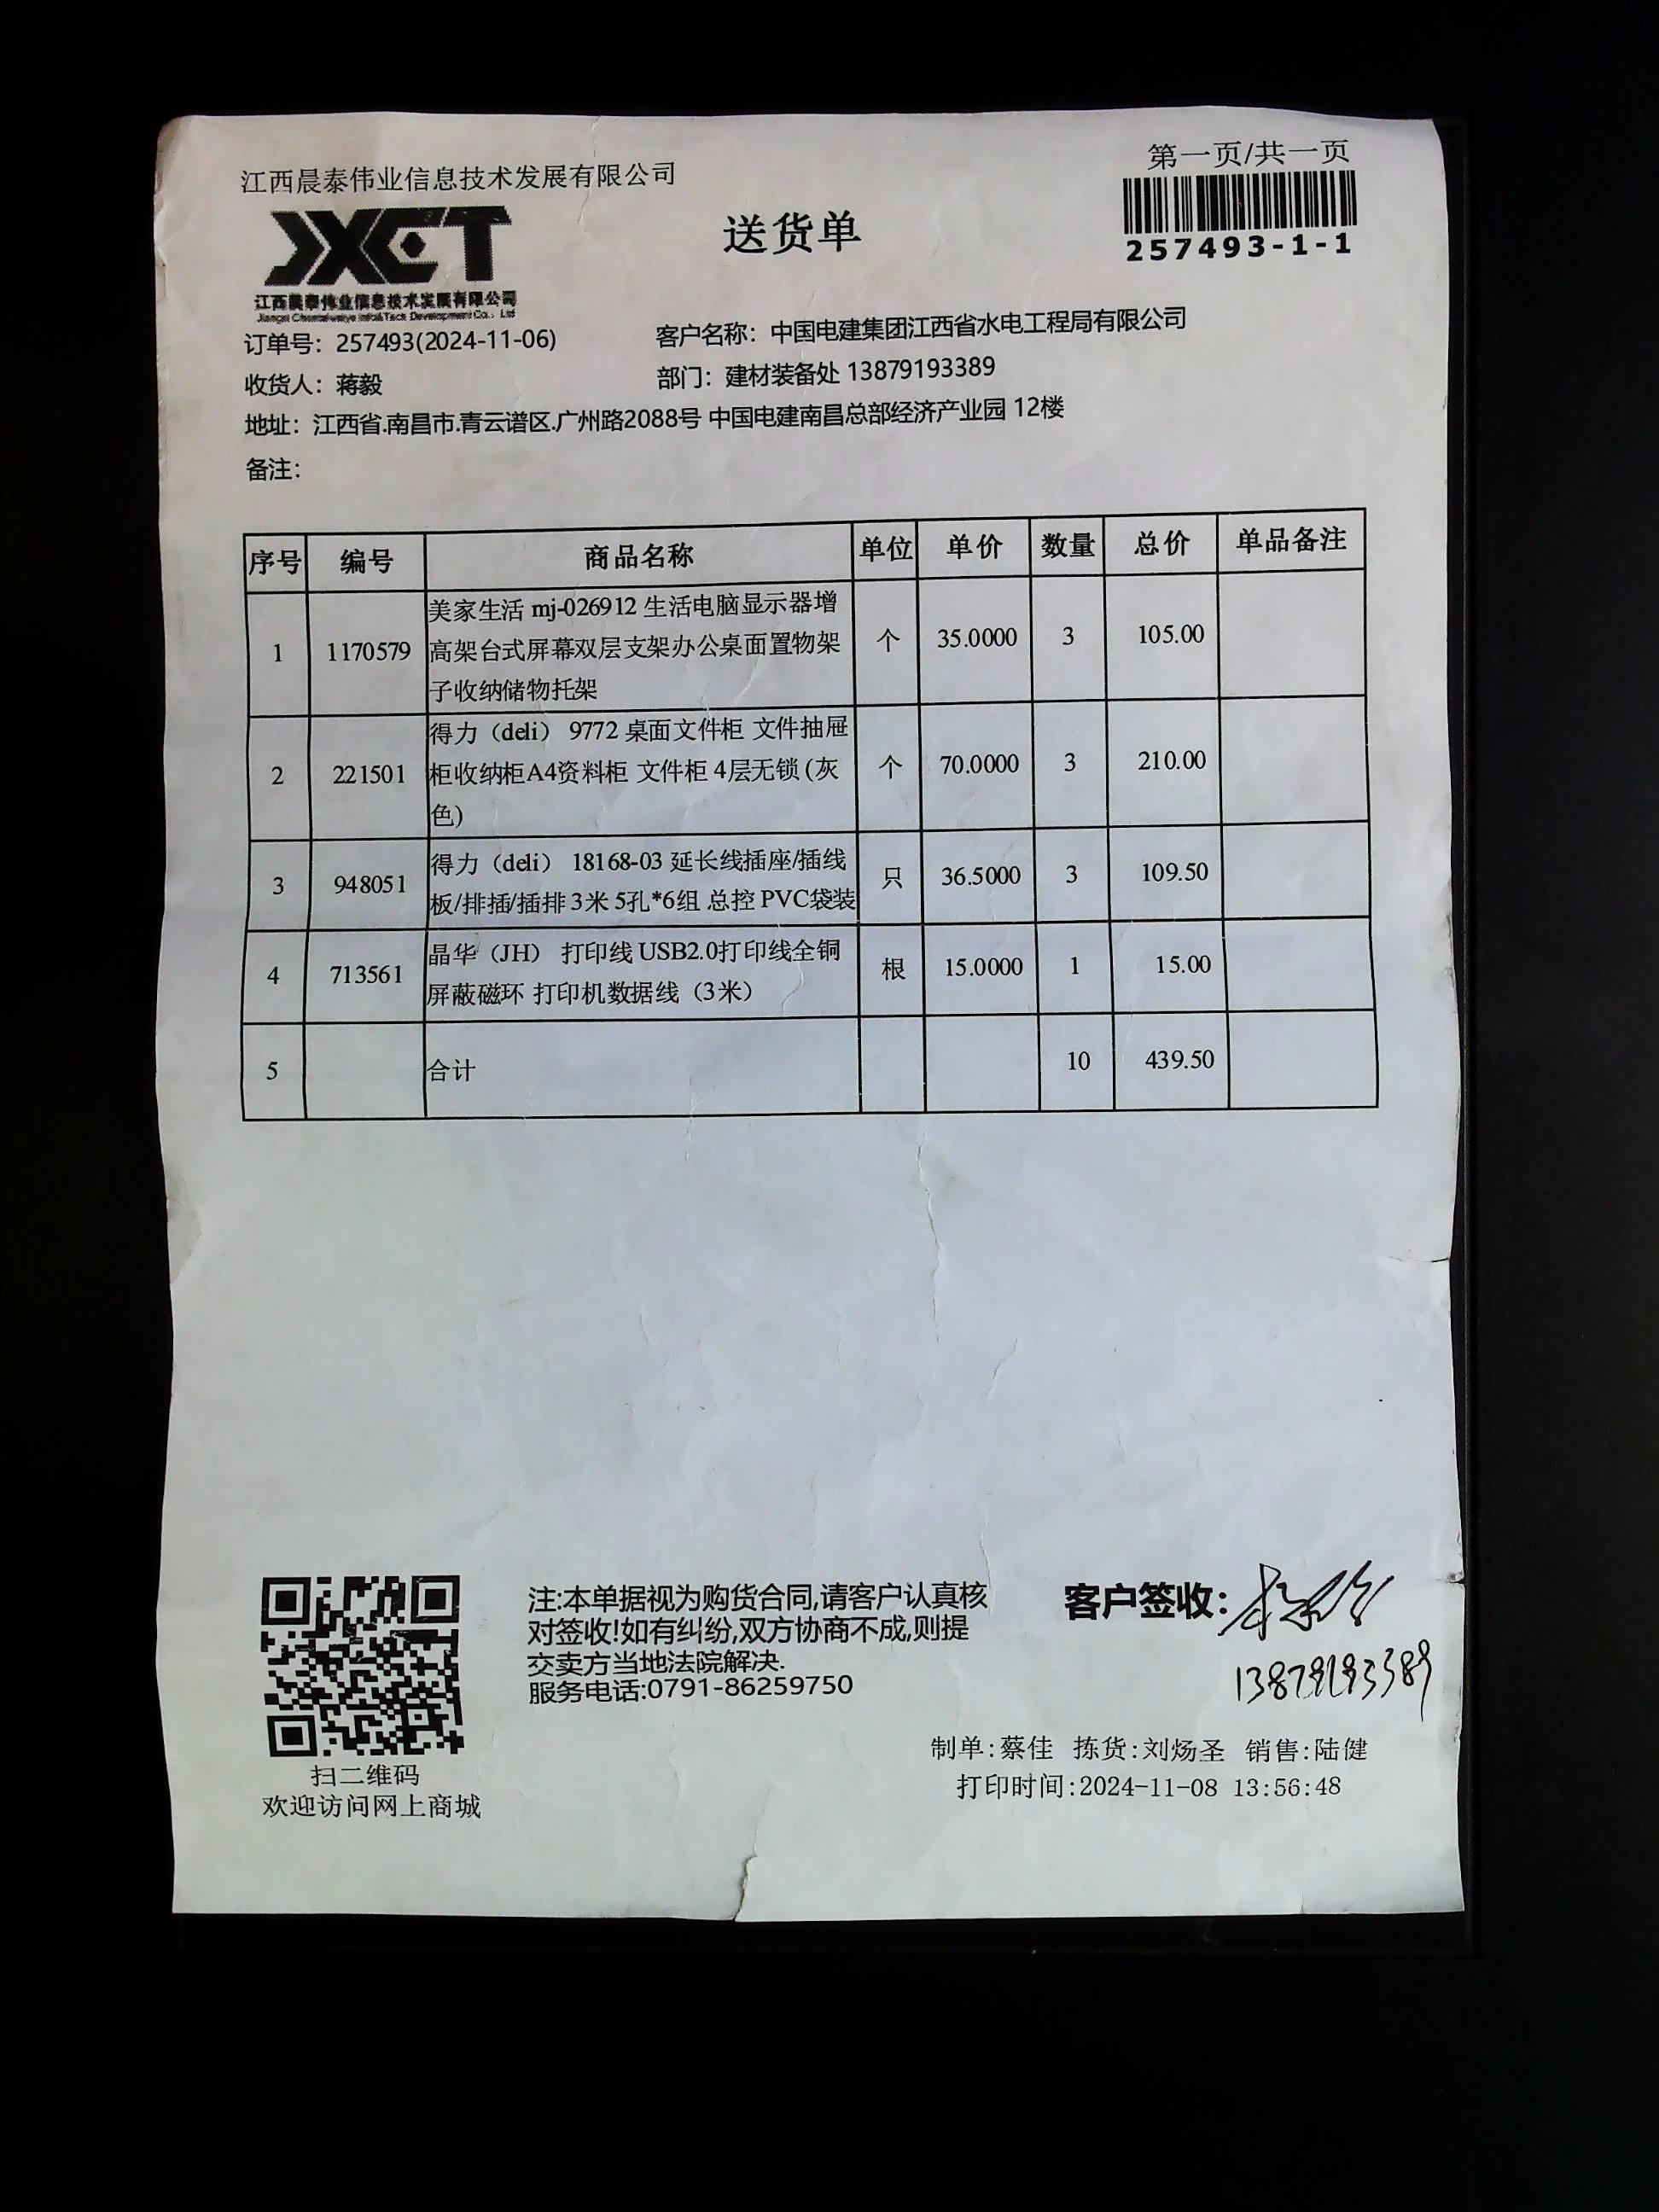 江西晨泰伟业信息技术发展有限公司
第一页/共一页
JXCT
送货单
257493-1-1
江西晨泰伟业信息技术发展有限公司
订单号：257493(2024-11-06)
客户名称：中国电建集团江西省水电工程局有限公司
收货人：蒋毅
部门：建材装备处 13879193389
地址：江西省.南昌市.青云谱区.广州路2088号 中国电建南昌总部经济产业园 12楼
备注：
序号 编号 商品名称 单位 单价 数量 总价 单品备注
美家生活 mj-026912 生活电脑显示器增
1 1170579 高架台式屏幕双层支架办公桌面置物架 个 35.0000 3 105.00
子收纳储物托架
得力（deli） 9772 桌面文件柜 文件抽屉
2 221501 柜收纳柜A4资料柜 文件柜 4层无锁(灰 个 70.0000 3 210.00
色)
得力（deli） 18168-03 延长线插座/插线
3 948051 板/排插/插排 3米 5孔*6组 总控 PVC袋装 只 36.5000 3 109.50
晶华（JH） 打印线 USB2.0打印线全铜
4 713561 屏蔽磁环 打印机数据线（3米） 根 15.0000 1 15.00
5 合计 10 439.50
注:本单据视为购货合同,请客户认真核
对签收!如有纠纷,双方协商不成,则提
交卖方当地法院解决.
服务电话:0791-86259750
客户签收：
13879193389
制单:蔡佳 拣货:刘炀圣 销售:陆健
打印时间:2024-11-08 13:56:48
扫二维码
欢迎访问网上商城